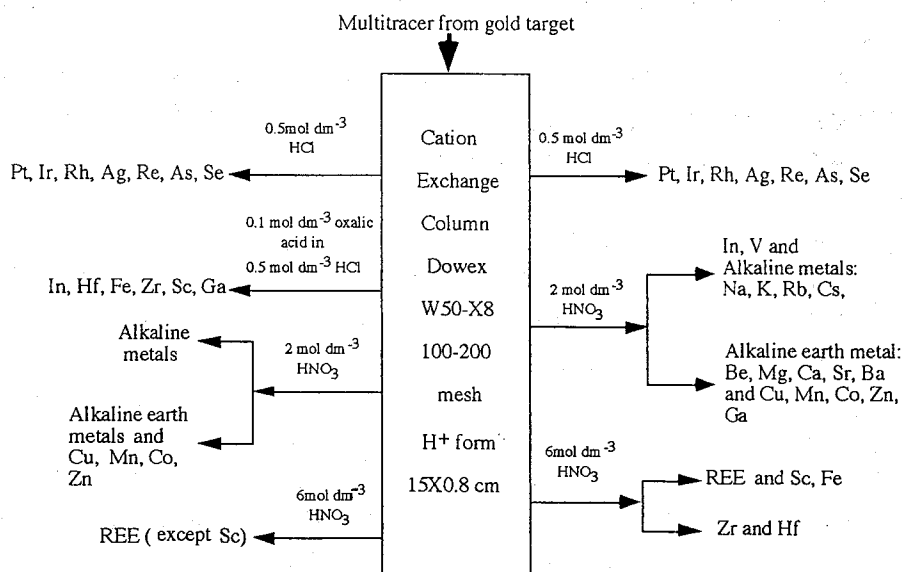 Multitracer from gold target
0.5mol dm-3
HCl
Pt, Ir, Rh, Ag, Re, As, Se
0.1 mol dm-3 oxalic
acid in
0.5 mol dm-3 HCl
In, Hf, Fe, Zr, Sc, Ga
Alkaline
metals
2 mol dm-3
HNO3
Alkaline earth
metals and
Cu, Mn, Co,
Zn
6mol dm-3
HNO3
REE ( except Sc)
Cation
Exchange
Column
Dowex
W50-X8
100-200
mesh
H+ form
15X0.8 cm
0.5 mol dm-3
HCl
Pt, Ir, Rh, Ag, Re, As, Se
2 mol dm-3
HNO3
In, V and
Alkaline metals:
Na, K, Rb, Cs,
Alkaline earth metal:
Be, Mg, Ca, Sr, Ba
and Cu, Mn, Co, Zn,
Ga
6mol dm-3
HNO3
REE and Sc, Fe
Zr and Hf